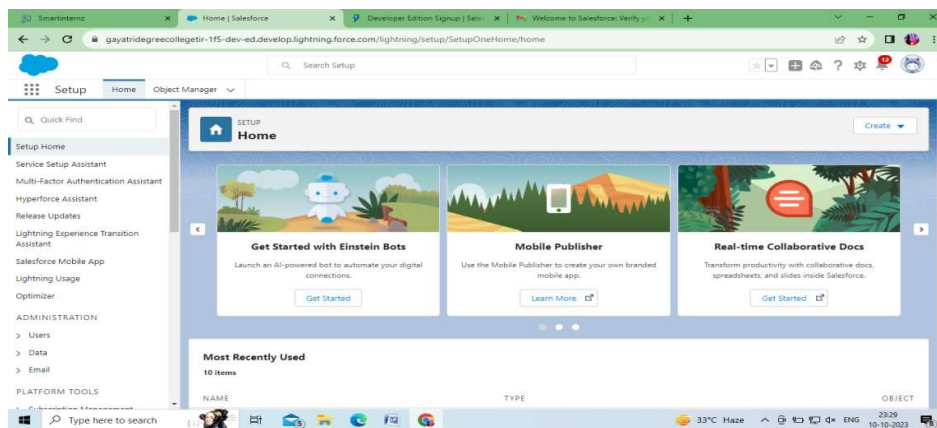 Smartinternz
Home | Salesforce
Developer Edition Signup | Sales
Welcome to Salesforce: Verify yo
gayatridegreecollegetir-1f5-dev-ed.develop.lightning.force.com/lightning/setup/SetupOneHome/home
Search Setup
12
Setup
Home
Object Manager
Quick Find
Setup Home
Service Setup Assistant
Multi-Factor Authentication Assistant
Hyperforce Assistant
Release Updates
Lightning Experience Transition
Assistant
Salesforce Mobile App
Lightning Usage
Optimizer
ADMINISTRATION
Users
Data
Email
PLATFORM TOOLS
Subscription Management
SETUP
Home
Create
Get Started with Einstein Bots
Launch an AI-powered bot to automate your digital
connections.
Get Started
Mobile Publisher
Use the Mobile Publisher to create your own branded
mobile app.
Learn More
Real-time Collaborative Docs
Transform productivity with collaborative docs,
spreadsheets, and slides inside Salesforce.
Get Started
Most Recently Used
10 items
NAME TYPE OBJECT
Type here to search
33°C Haze
ENG
23:29
10-10-2023